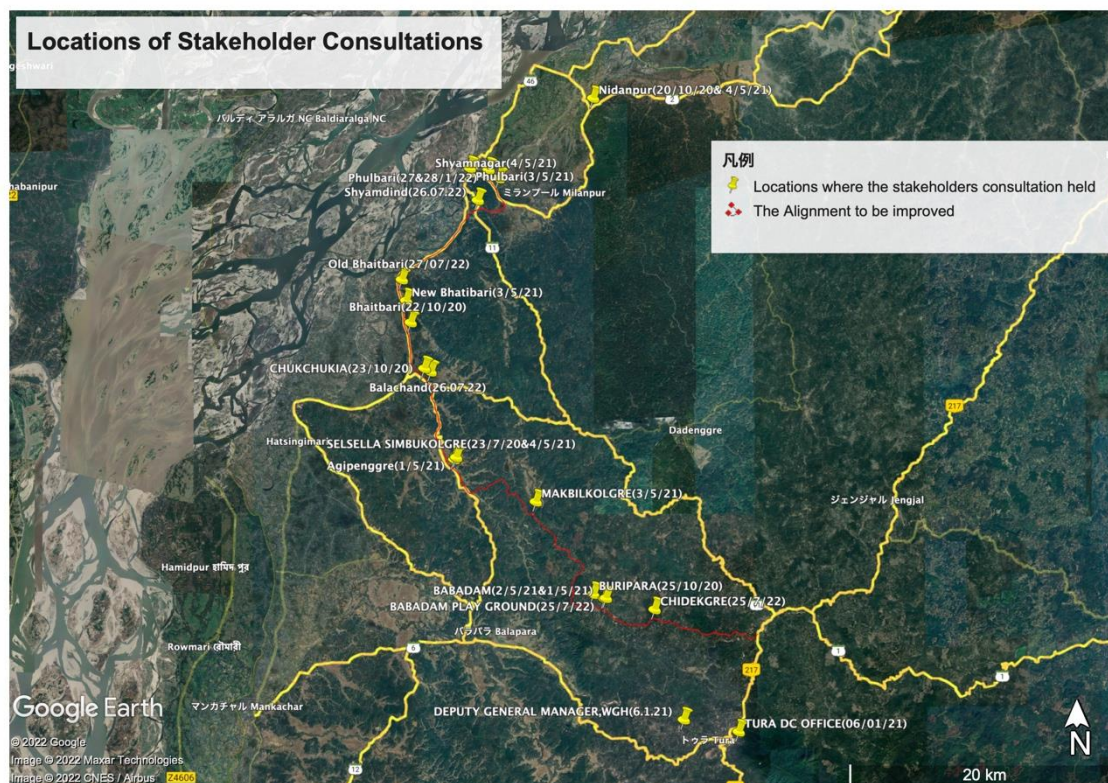 Locations of Stakeholder Consultations
46
Nidanpur(20/10/20& 4/5/21)
2
バルディ アラルガ NC Baldiaralga NC
habanipur
Shyamnagar(4/5/21)
Phulbari(27&28/1/22)
Phulbari(3/5/21)
Shyamdind(26.07.22)
ミランプール Milanpur
凡例
Locations where the stakeholders consultation held
The Alignment to be improved
11
Old Bhaitbari(27/07/22)
New Bhatibari(3/5/21)
Bhaitbari(22/10/20)
CHUKCHUKIA(23/10/20)
Balachand(26.07.22)
217
Dadenggre
Hatsingimari
SELSELLA SIMBUKOLGRE(23/7/20&4/5/21)
Agipenggre(1/5/21)
MAKBILKOLGRE(3/5/21)
ジェンジャル Jengjal
Hamidpur হামিদ পুর
BABADAM(2/5/21&1/5/21)
BURIPARA(25/10/20)
BABADAM PLAY GROUND(25/7/22)
CHIDEKGRE(25/7/22)
バラパラ Balapara
Rowmari রৌমারী
6
1
217
1
マンカチャル Mankachar
DEPUTY GENERAL MANAGER,WGH(6.1.21)
TURA DC OFFICE(06/01/21)
トゥラ Tura
Google Earth
© 2022 Google
Image © 2022 Maxar Technologies
Image © 2022 CNES / Airbus
Z4606
12
N
20 km